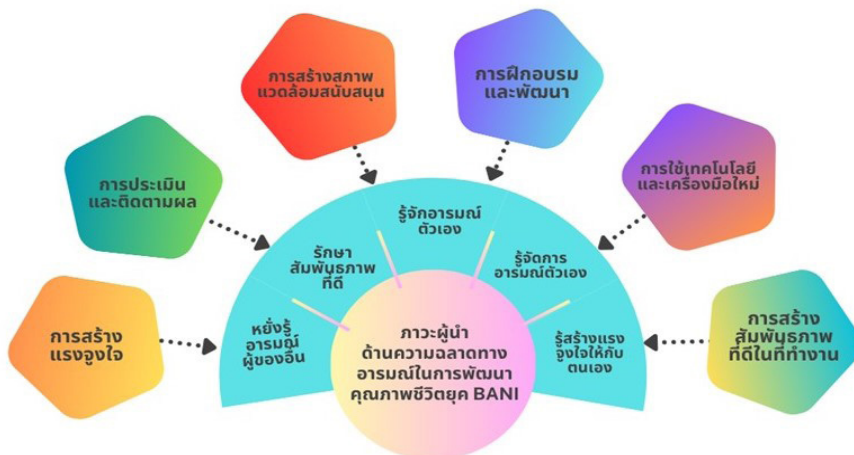 การสร้างสภาพ
แวดล้อมสนับสนุน
การฝึกอบรม
และพัฒนา
การประเมิน
และติดตามผล
การใช้เทคโนโลยี
และเครื่องมือใหม่
การสร้าง
แรงจูงใจ
การสร้าง
สัมพันธภาพ
ที่ดีในที่ทำงาน
หยั่งรู้
อารมณ์
ผู้ของอื่น
รักษา
สัมพันธภาพ
ที่ดี
รู้จักอารมณ์
ตัวเอง
รู้จัดการ
อารมณ์ตัวเอง
รู้สร้างแรง
จูงใจให้กับ
ตนเอง
ภาวะผู้นำ
ด้านความฉลาดทาง
อารมณ์ในการพัฒนา
คุณภาพชีวิตยุค BANI